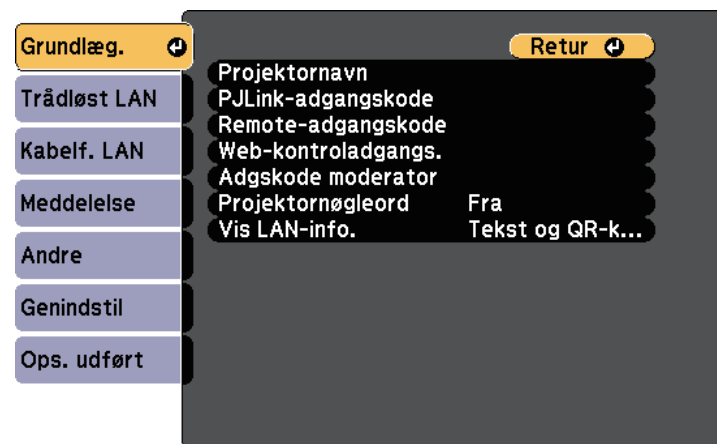 Grundlæg.
Trådløst LAN
Kabelf. LAN
Meddelelse
Andre
Genindstil
Ops. udført
Retur
Projektornavn
PJLink-adgangskode
Remote-adgangskode
Web-kontroladgangs.
Adgskode moderator
Projektornøgleord Fra
Vis LAN-info. Tekst og QR-k...